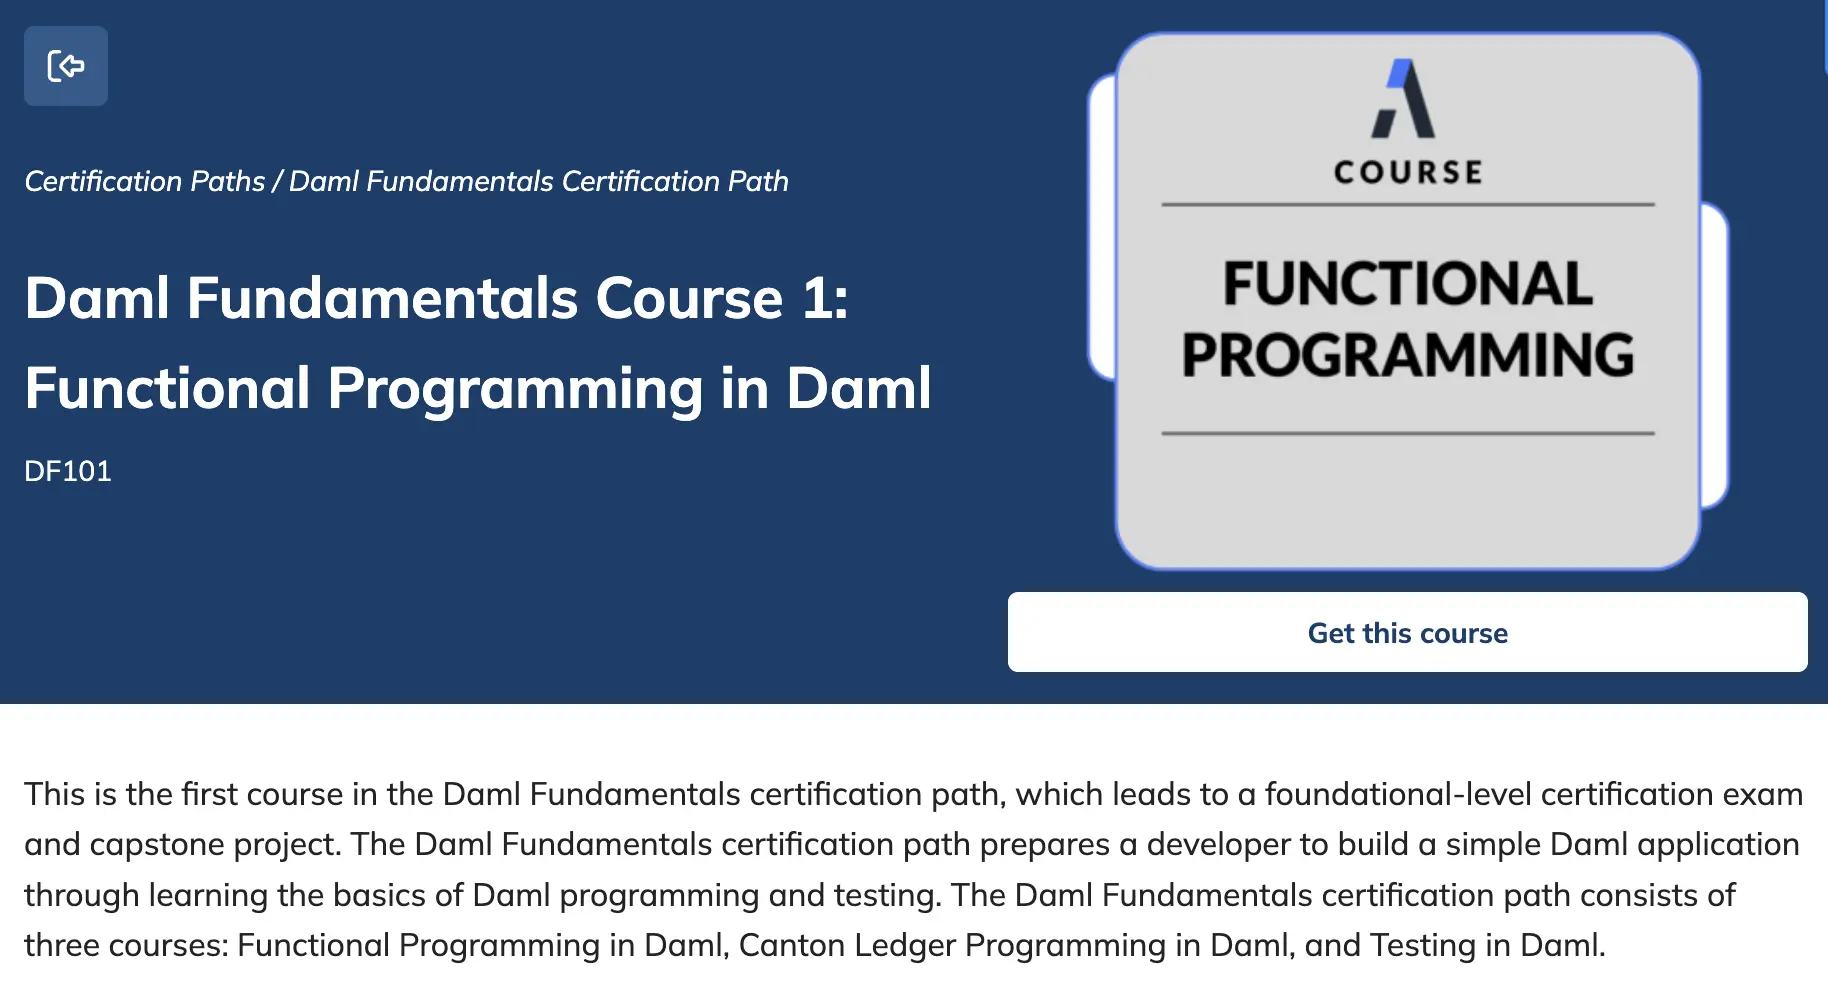 Certification Paths / Daml Fundamentals Certification Path
Daml Fundamentals Course 1:
Functional Programming in Daml
DF101
COURSE
FUNCTIONAL
PROGRAMMING
Get this course
This is the first course in the Daml Fundamentals certification path, which leads to a foundational-level certification exam
and capstone project. The Daml Fundamentals certification path prepares a developer to build a simple Daml application
through learning the basics of Daml programming and testing. The Daml Fundamentals certification path consists of
three courses: Functional Programming in Daml, Canton Ledger Programming in Daml, and Testing in Daml.